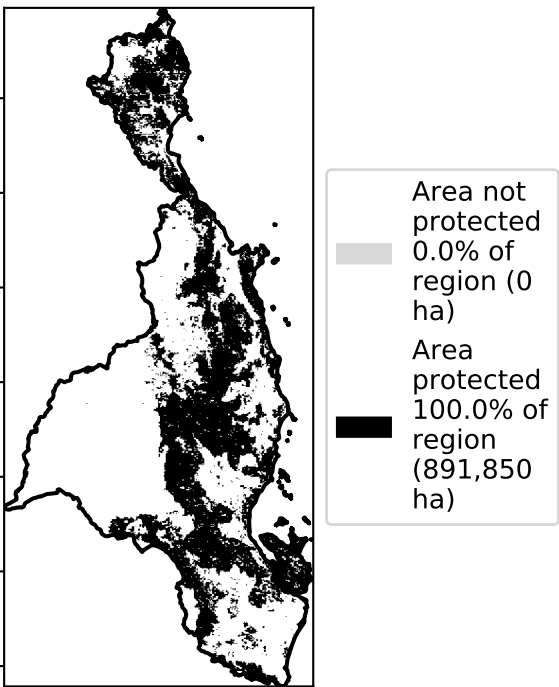 Area not
protected
0.0% of
region (0
ha)
Area
protected
100.0% of
region
(891,850
ha)